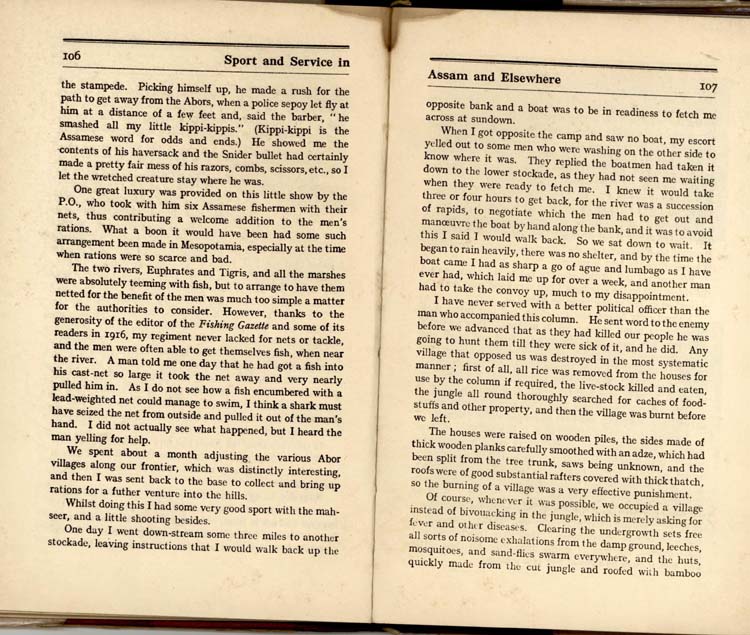 106
Sport and Service in
the stampede. Picking himself up, he made a rush for the
path to get away from the Abors, when a police sepoy let fly at
him at a distance of a few feet and, said the barber, "he
smashed all my little kippi-kippis." (Kippi-kippi is the
Assamese word for odds and ends.) He showed me the
contents of his haversack and the Snider bullet had certainly
made a pretty fair mess of his razors, combs, scissors, etc., so I
let the wretched creature stay where he was.
One great luxury was provided on this little show by the
P.O., who took with him six Assamese fishermen with their
nets, thus contributing a welcome addition to the men's
rations. What a boon it would have been had some such
arrangement been made in Mesopotamia, especially at the time
when rations were so scarce and bad.
The two rivers, Euphrates and Tigris, and all the marshes
were absolutely teeming with fish, but to arrange to have them
netted for the benefit of the men was much too simple a matter
for the authorities to consider. However, thanks to the
generosity of the editor of the Fishing Gazette and some of its
readers in 1916, my regiment never lacked for nets or tackle,
and the men were often able to get themselves fish, when near
the river. A man told me one day that he had got a fish into
his cast-net so large it took the net away and very nearly
pulled him in. As I do not see how a fish encumbered with a
lead-weighted net could manage to swim, I think a shark must
have seized the net from outside and pulled it out of the man's
hand. I did not actually see what happened, but I heard the
man yelling for help.
We spent about a month adjusting the various Abor
villages along our frontier, which was distinctly interesting,
and then I was sent back to the base to collect and bring up
rations for a futher venture into the hills.
Whilst doing this I had some very good sport with the mah-
seer, and a little shooting besides.
One day I went down-stream some three miles to another
stockade, leaving instructions that I would walk back up the
Assam and Elsewhere
107
opposite bank and a boat was to be in readiness to fetch me
across at sundown.
When I got opposite the camp and saw no boat, my escort
yelled out to some men who were washing on the other side to
know where it was. They replied the boatmen had taken it
down to the lower stockade, as they had not seen me waiting
when they were ready to fetch me. I knew it would take
three or four hours to get back, for the river was a succession
of rapids, to negotiate which the men had to get out and
manœuvre the boat by hand along the bank, and it was to avoid
this I said I would walk back. So we sat down to wait. It
began to rain heavily, there was no shelter, and by the time the
boat came I had as sharp a go of ague and lumbago as I have
ever had, which laid me up for over a week, and another man
had to take the convoy up, much to my disappointment.
I have never served with a better political officer than the
man who accompanied this column. He sent word to the enemy
before we advanced that as they had killed our people he was
going to hunt them till they were sick of it, and he did. Any
village that opposed us was destroyed in the most systematic
manner; first of all, all rice was removed from the houses for
use by the column if required, the live-stock killed and eaten,
the jungle all round thoroughly searched for caches of food-
stuffs and other property, and then the village was burnt before
we left.
The houses were raised on wooden piles, the sides made of
thick wooden planks carefully smoothed with an adze, which had
been split from the tree trunk, saws being unknown, and the
roofs were of good substantial rafters covered with thick thatch,
so the burning of a village was a very effective punishment.
Of course, whenever it was possible, we occupied a village
instead of bivouacking in the jungle, which is merely asking for
fever and other diseases. Clearing the undergrowth sets free
all sorts of noisome exhalations from the damp ground, leeches,
mosquitoes, and sand-flies swarm everywhere, and the huts,
quickly made from the cut jungle and roofed with bamboo